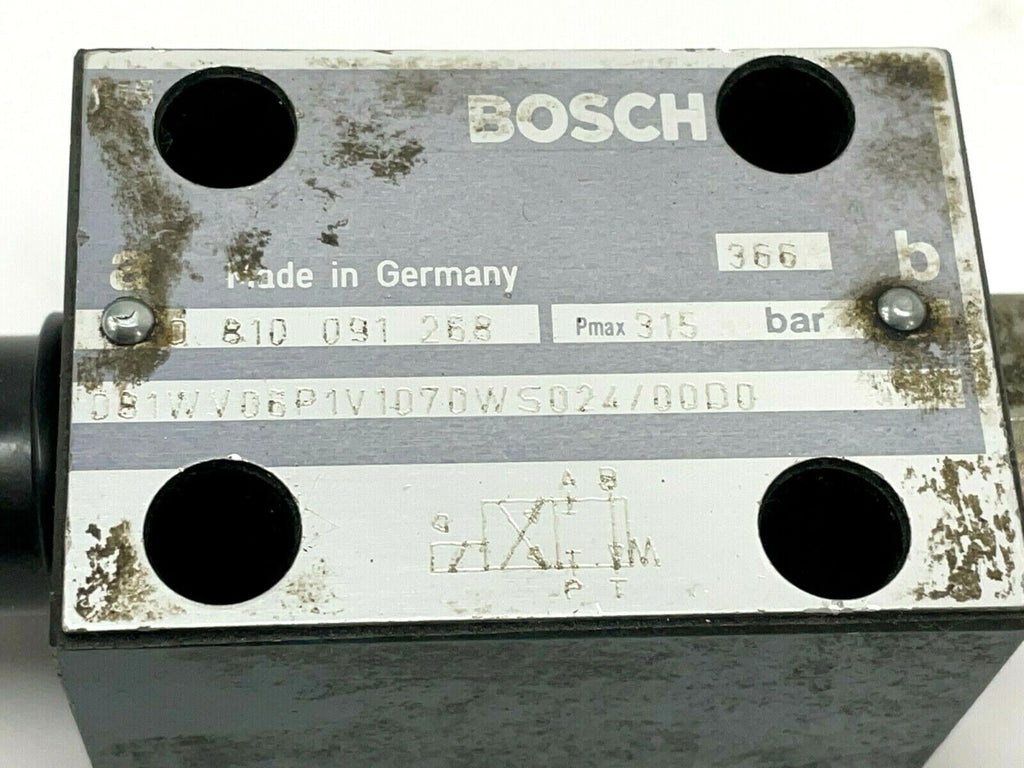 BOSCH
366
a b
Made in Germany
0 810 091 268 Pmax 315 bar
081WV06P1V1070WS024/00D0
A B
a
P T